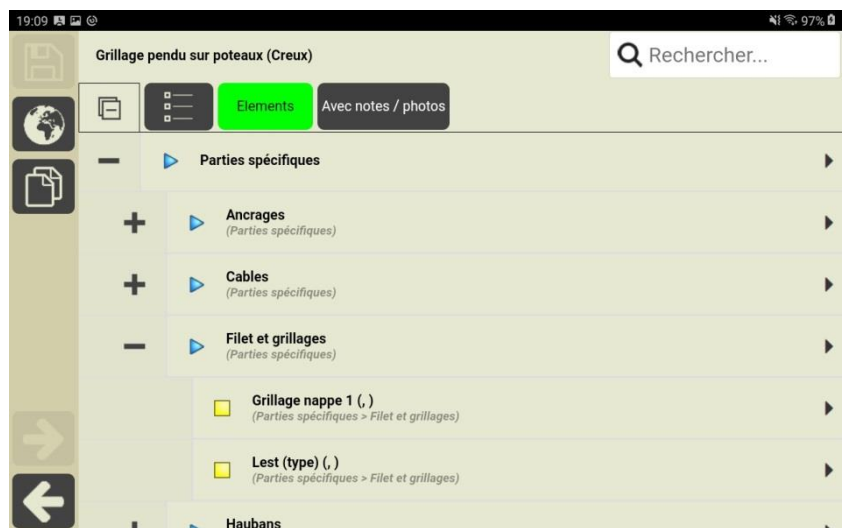 19:09 97%
Grillage pendu sur poteaux (Creux)
Rechercher...
Elements
Avec notes / photos
Parties spécifiques
Ancrages
(Parties spécifiques)
Cables
(Parties spécifiques)
Filet et grillages
(Parties spécifiques)
Grillage nappe 1 (, )
(Parties spécifiques > Filet et grillages)
Lest (type) (, )
(Parties spécifiques > Filet et grillages)
Haubans